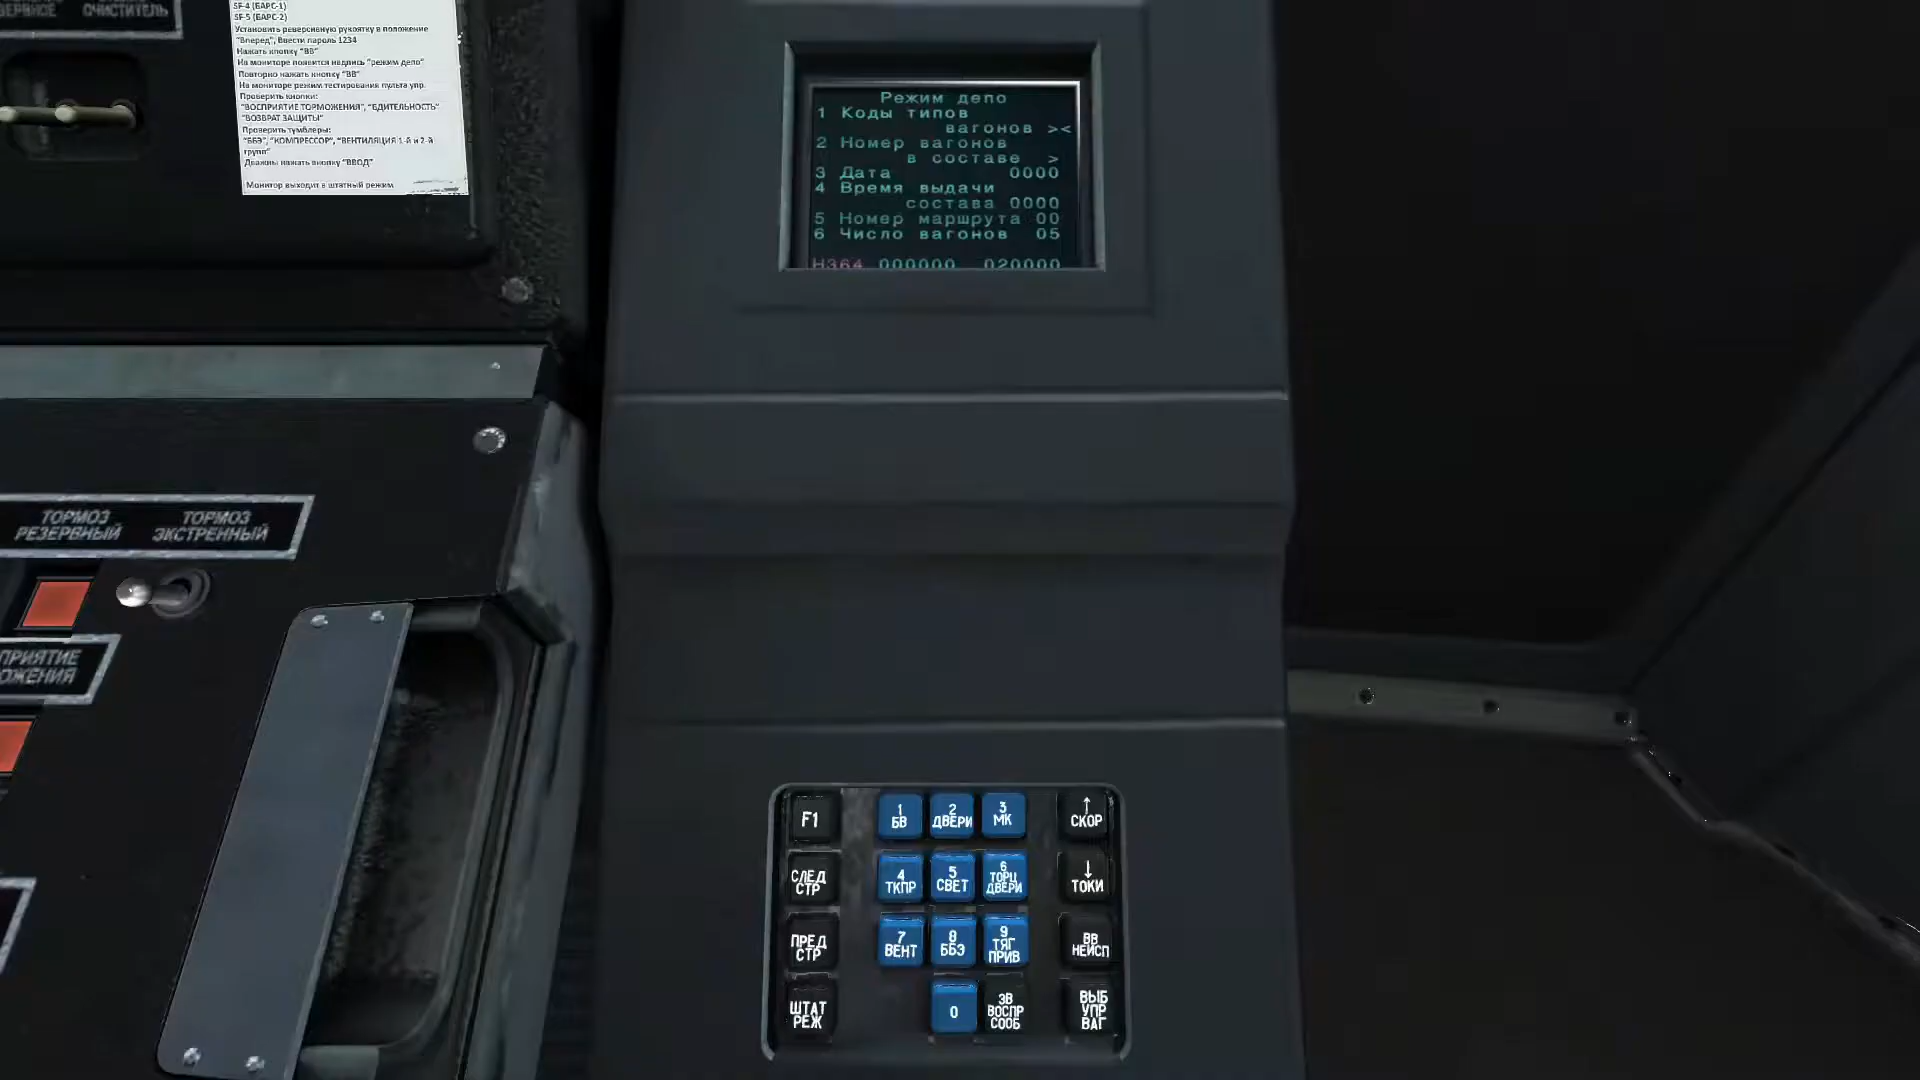 ОЧИСТИТЕЛЬ
SF-4 (БАРС-1)
SF-5 (БАРС-2)
Установить реверсивную рукоятку в положение
"Вперед", Ввести пароль 1234
Нажать кнопку "ВВ"
На мониторе появится надпись "режим депо"
Повторно нажать кнопку "ВВ"
На мониторе режим тестирования пульта упр.
Проверить кнопки:
"ВОСПРИЯТИЕ ТОРМОЖЕНИЯ", "БДИТЕЛЬНОСТЬ"
"ВОЗВРАТ ЗАЩИТЫ"
Проверить тумблеры:
"ББЭ", "КОМПРЕССОР", "ВЕНТИЛЯЦИЯ 1-й и 2-й
групп"
Дважды нажать кнопку "ВВОД"
Монитор выходит в штатный режим
Режим депо
1 Коды типов
вагонов ><
2 Номер вагонов
в составе >
3 Дата 0000
4 Время выдачи
состава 0000
5 Номер маршрута 00
6 Число вагонов 05
Н364 000000 020000
ТОРМОЗ РЕЗЕРВНЫЙ
ТОРМОЗ ЭКСТРЕННЫЙ
ПРИЯТИЕ
ОЖЕНИЯ
F1
1 БВ
2 ДВЕРИ
3 МК
↑ СКОР
СЛЕД СТР
4 ТКПР
5 СВЕТ
6 ТОРЦ ДВЕРИ
↓ ТОКИ
ПРЕД СТР
7 ВЕНТ
8 ББЭ
9 ТЯГ ПРИВ
ВВ НЕИСП
ШТАТ РЕЖ
0
ЗВ ВОСПР СООБ
ВЫБ УПР ВАГ